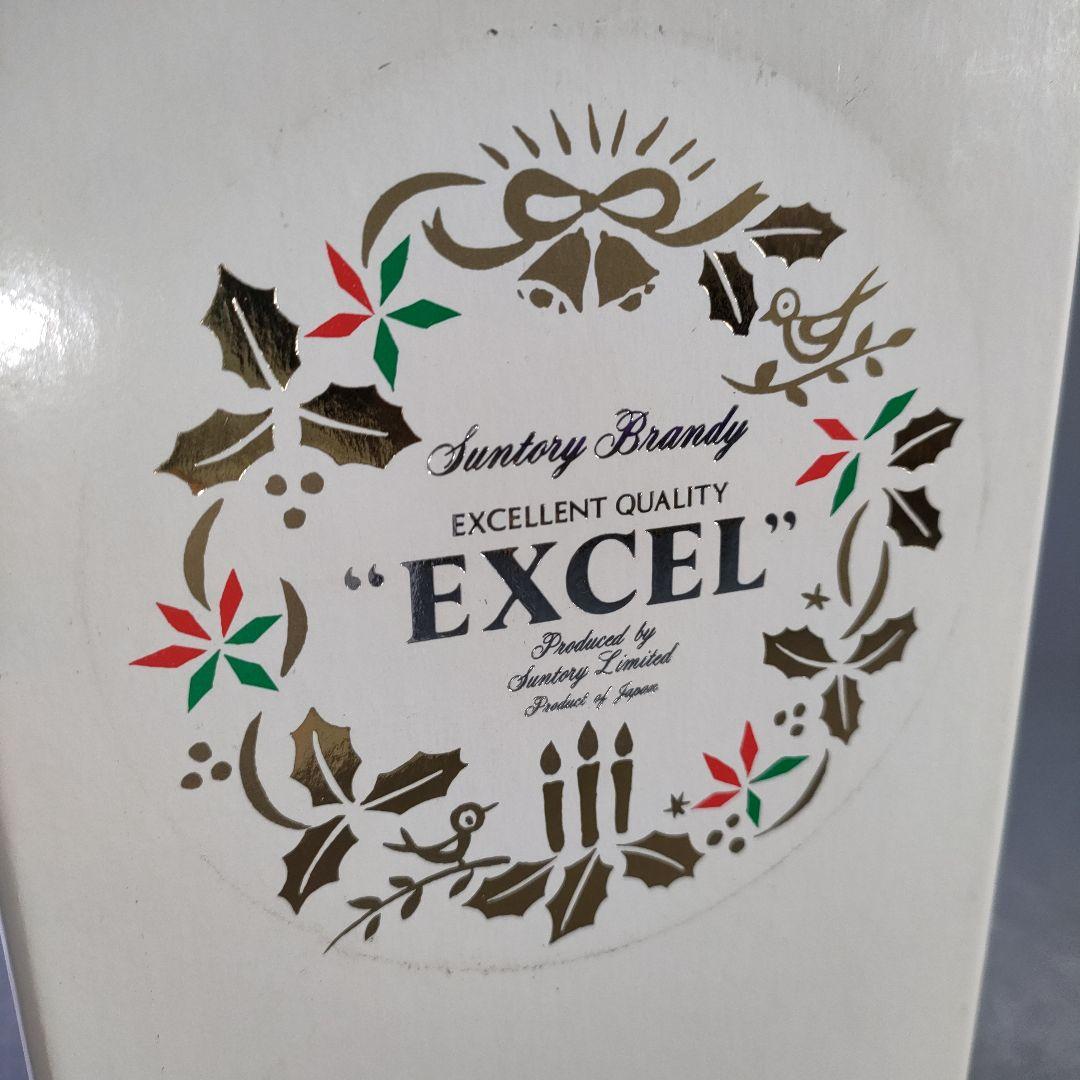 Suntory Brandy
EXCELLENT QUALITY
“EXCEL”
Produced by
Suntory Limited
Product of Japan